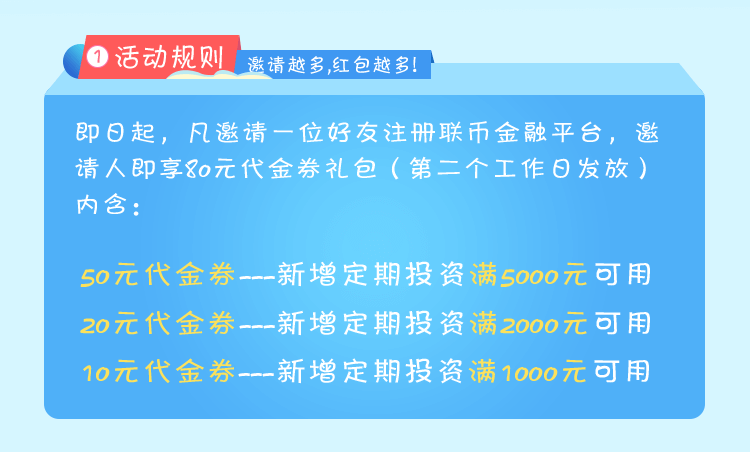 1 活动规则
邀请越多,红包越多!
即日起，凡邀请一位好友注册联币金融平台，邀
请人即享80元代金券礼包（第二个工作日发放）
内含：
50元代金券---新增定期投资满5000元可用
20元代金券---新增定期投资满2000元可用
10元代金券---新增定期投资满1000元可用